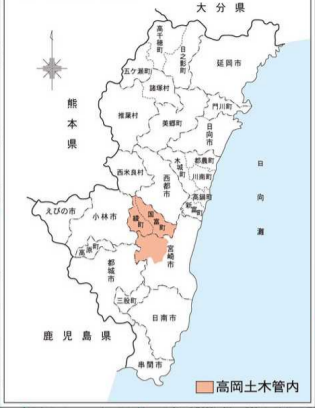 大分県
高千穂町
日之影町
延岡市
五ケ瀬町
諸塚村
門川町
熊本県
椎葉村
美郷町
日向市
木城町
都農町
川南町
日向灘
西米良村
西都市
高鍋町
新富町
えびの市
小林市
綾町
国富町
宮崎市
高原町
都城市
三股町
日南市
鹿児島県
串間市
高岡土木管内